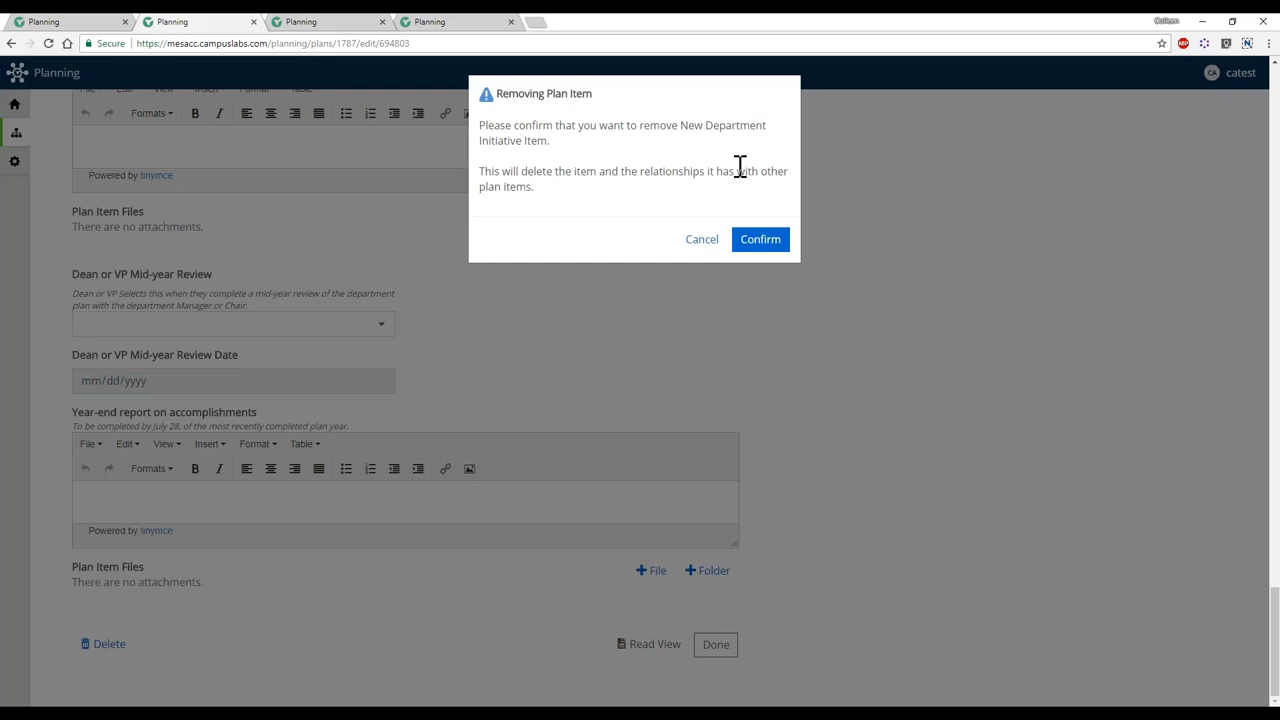 Planning
Planning
Planning
Planning
Colleen
Secure
https://mesacc.campuslabs.com/planning/plans/1787/edit/694803
ABP
N
Planning
CA
catest
Formats
B
I
Powered by tinymce
Plan Item Files
There are no attachments.
Removing Plan Item
Please confirm that you want to remove New Department
Initiative Item.
This will delete the item and the relationships it has with other
plan items.
Cancel
Confirm
Dean or VP Mid-year Review
Dean or VP Selects this when they complete a mid-year review of the department
plan with the department Manager or Chair.
Dean or VP Mid-year Review Date
mm/dd/yyyy
Year-end report on accomplishments
To be completed by July 28, of the most recently completed plan year.
File Edit View Insert Format Table
Formats
B
I
Powered by tinymce
Plan Item Files
There are no attachments.
File
Folder
Delete
Read View
Done